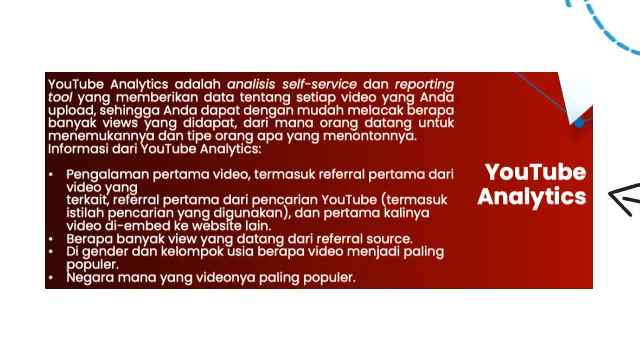 YouTube Analytics adalah analisis self-service dan reporting
tool yang memberikan data tentang setiap video yang Anda
upload, sehingga Anda dapat dengan mudah melacak berapa
banyak views yang didapat, dari mana orang datang untuk
menemukannya dan tipe orang apa yang menontonnya.
Informasi dari YouTube Analytics:
• Pengalaman pertama video, termasuk referral pertama dari
video yang
terkait, referral pertama dari pencarian YouTube (termasuk
istilah pencarian yang digunakan), dan pertama kalinya
video di-embed ke website lain.
• Berapa banyak view yang datang dari referral source.
• Di gender dan kelompok usia berapa video menjadi paling
populer.
• Negara mana yang videonya paling populer.
YouTube
Analytics